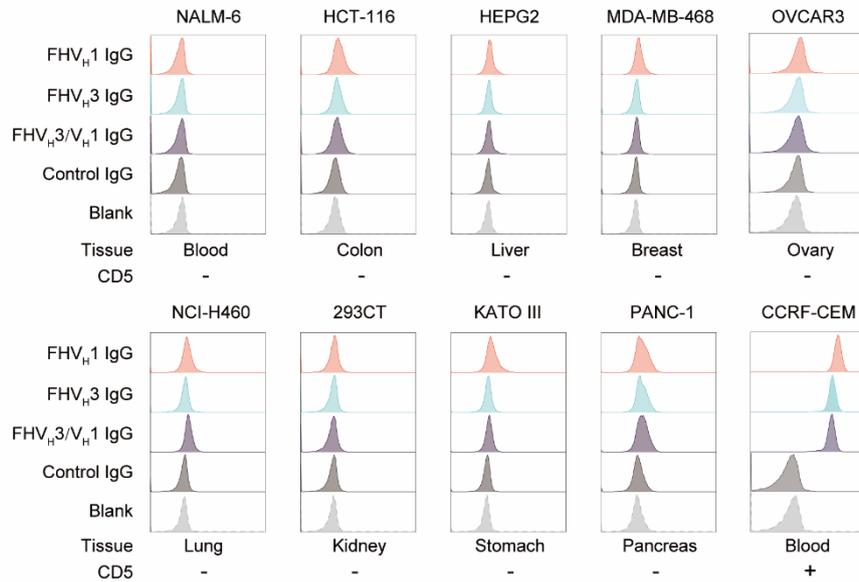 NALM-6 HCT-116 HEPG2 MDA-MB-468 OVCAR3
FHVH1 IgG
FHVH3 IgG
FHVH3/VH1 IgG
Control IgG
Blank
Tissue Blood Colon Liver Breast Ovary
CD5 - - - - -
NCI-H460 293CT KATO III PANC-1 CCRF-CEM
FHVH1 IgG
FHVH3 IgG
FHVH3/VH1 IgG
Control IgG
Blank
Tissue Lung Kidney Stomach Pancreas Blood
CD5 - - - - +